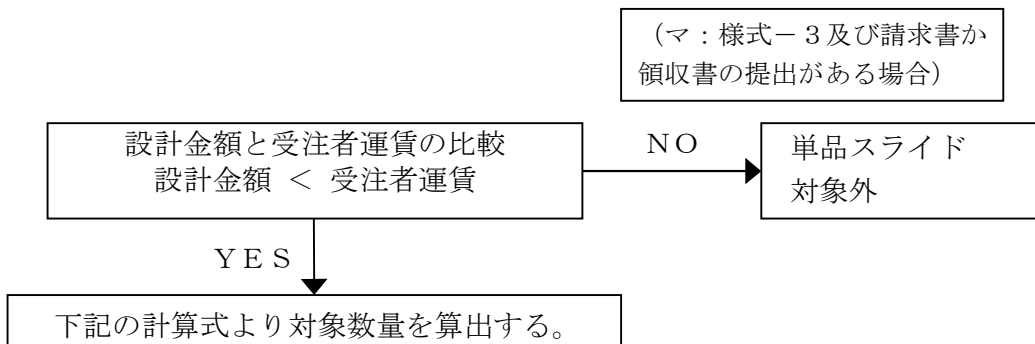 （マ：様式－３及び請求書か
領収書の提出がある場合）
設計金額と受注者運賃の比較
設計金額 ＜ 受注者運賃
ＮＯ
単品スライド
対象外
ＹＥＳ
下記の計算式より対象数量を算出する。